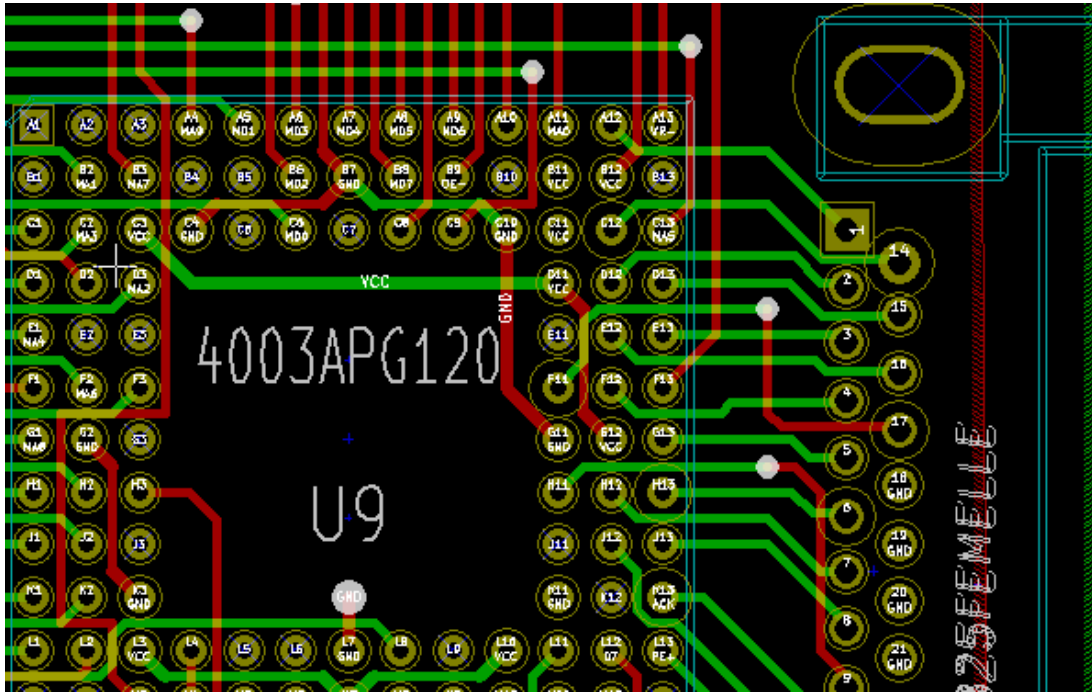 A1 A2 A3 A4 A5 A6 A7 A8 A9 A10 A11 A12 A13
MA9 MD1 MD3 MD4 MD5 MD6 MA0 VR-
B1 B2 B3 B4 B5 B6 B7 B8 B9 B10 B11 B12 B13
MA1 MA7 MD2 GND MD7 OE- VCC VCC
C1 C2 C3 C4 C6 C7 C8 C9 C10 C11 C12 C13
MA3 VCC GND MD0 GND VCC MA5
1
D1 D2 D3 VCC D11 D12 D13 14
MA2 VCC 2
GND
E1 E2 E3 4003APG120 E11 E12 E13 3 15
MA4
16
F1 F2 F3 F11 F12 F13 4
MA6
17
G1 G2 G3 G11 G12 G13 5
GND GND VCC
18
GND
H1 H2 H3 U9 H11 H12 H13 6
19
GND
J1 J2 J3 J11 J12 J13 7
K1 K2 K3 GND K11 K12 K13 20
GND GND ACK GND
8
L1 L2 L3 L4 L5 L6 L7 L8 L9 L10 L11 L12 L13 21
VCC GND VCC D7 PE+ GND
9